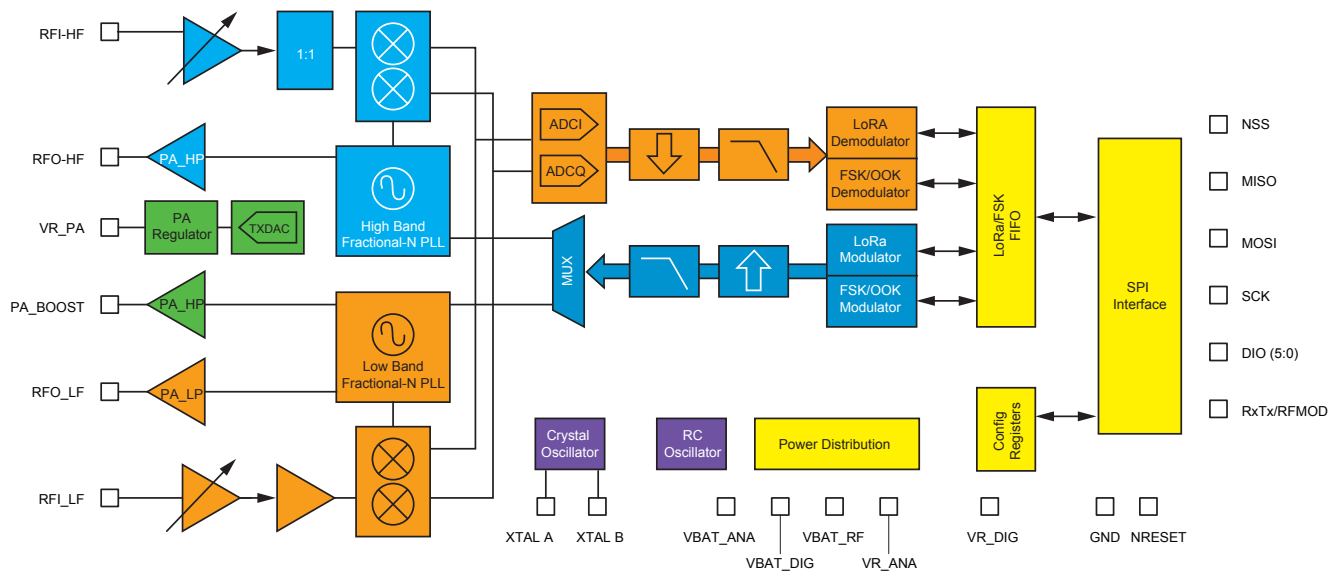 RFI-HF
1:1
RFO-HF
PA_HP
High Band
Fractional-N PLL
VR_PA
PA
Regulator
TXDAC
PA_BOOST
PA_HP
Low Band
Fractional-N PLL
RFO_LF
PA_LP
RFI_LF
ADCI
ADCQ
MUX
LoRA
Demodulator
FSK/OOK
Demodulator
LoRa
Modulator
FSK/OOK
Modulator
LoRa/FSK
FIFO
SPI
Interface
Config
Registers
NSS
MISO
MOSI
SCK
DIO (5:0)
RxTx/RFMOD
Crystal
Oscillator
RC
Oscillator
Power Distribution
XTAL A
XTAL B
VBAT_ANA
VBAT_DIG
VBAT_RF
VR_ANA
VR_DIG
GND
NRESET